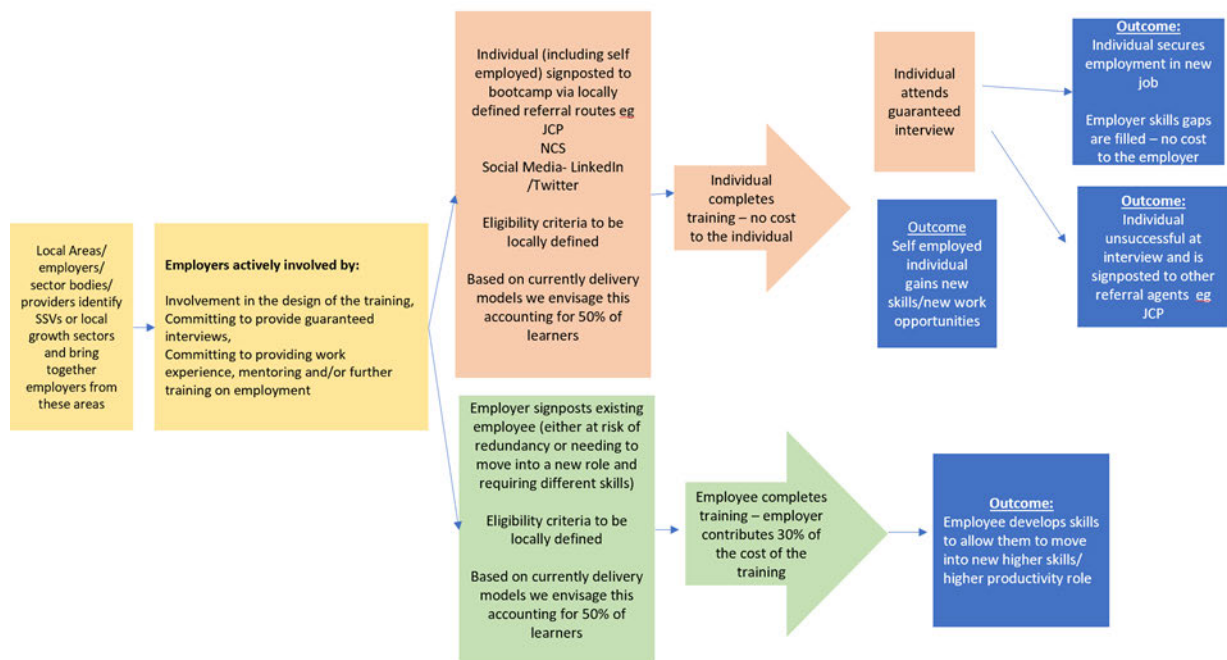 Local Areas/
employers/
sector bodies/
providers identify
SSVs or local
growth sectors
and bring
together
employers from
these areas
Employers actively involved by:
Involvement in the design of the training,
Committing to provide guaranteed
interviews,
Committing to providing work
experience, mentoring and/or further
training on employment
Individual (including self
employed) signposted to
bootcamp via locally
defined referral routes eg
JCP
NCS
Social Media- LinkedIn
/Twitter
Eligibility criteria to be
locally defined
Based on currently delivery
models we envisage this
accounting for 50% of
learners
Individual
completes
training – no cost
to the individual
Individual
attends
guaranteed
interview
Outcome:
Individual secures
employment in new
job
Employer skills gaps
are filled – no cost
to the employer
Outcome
Self employed
individual
gains new
skills/new work
opportunities
Outcome:
Individual
unsuccessful at
interview and is
signposted to other
referral agents eg
JCP
Employer signposts existing
employee (either at risk of
redundancy or needing to
move into a new role and
requiring different skills)
Eligibility criteria to be
locally defined
Based on currently delivery
models we envisage this
accounting for 50% of
learners
Employee completes
training – employer
contributes 30% of
the cost of the
training
Outcome:
Employee develops skills
to allow them to move
into new higher skills/
higher productivity role